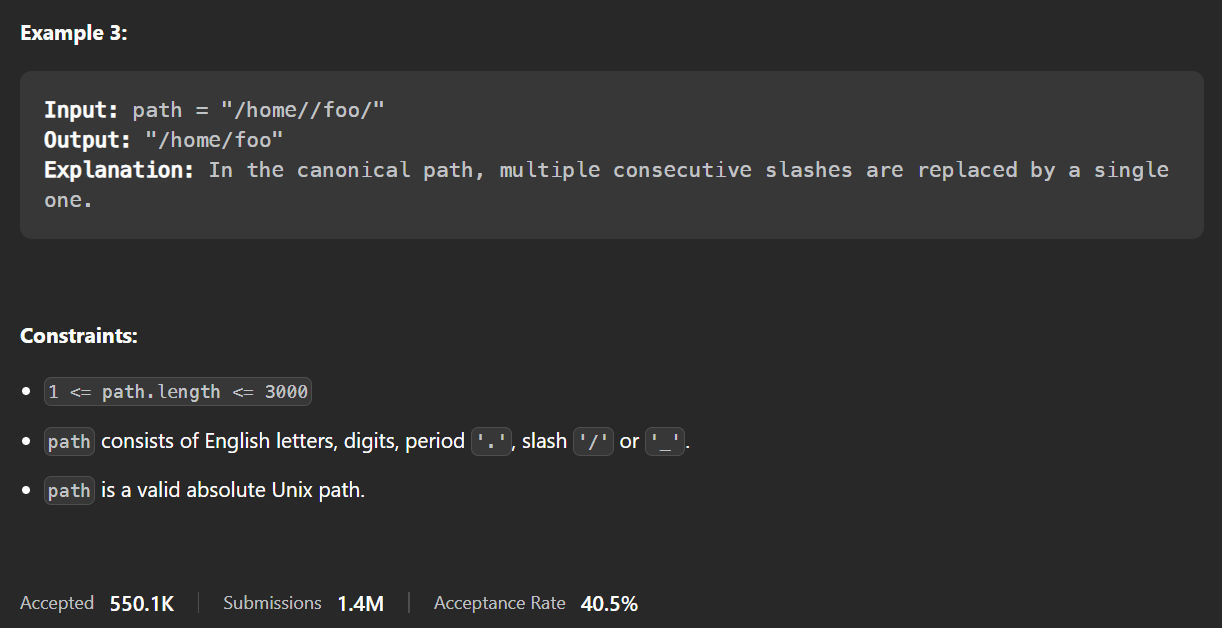 Example 3:
Input: path = "/home//foo/"
Output: "/home/foo"
Explanation: In the canonical path, multiple consecutive slashes are replaced by a single
one.
Constraints:
1 <= path.length <= 3000
path consists of English letters, digits, period '.', slash '/' or '_'.
path is a valid absolute Unix path.
Accepted 550.1K Submissions 1.4M Acceptance Rate 40.5%